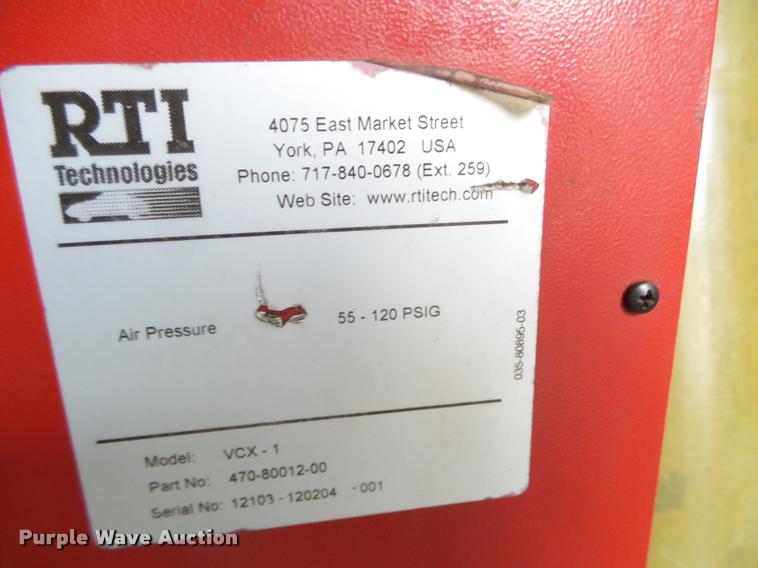 RTI
Technologies
4075 East Market Street
York, PA 17402 USA
Phone: 717-840-0678 (Ext. 259)
Web Site: www.rtitech.com
Air Pressure 55 - 120 PSIG
035-80895-03
Model: VCX - 1
Part No: 470-80012-00
Serial No: 12103 - 120204 - 001
Purple Wave Auction